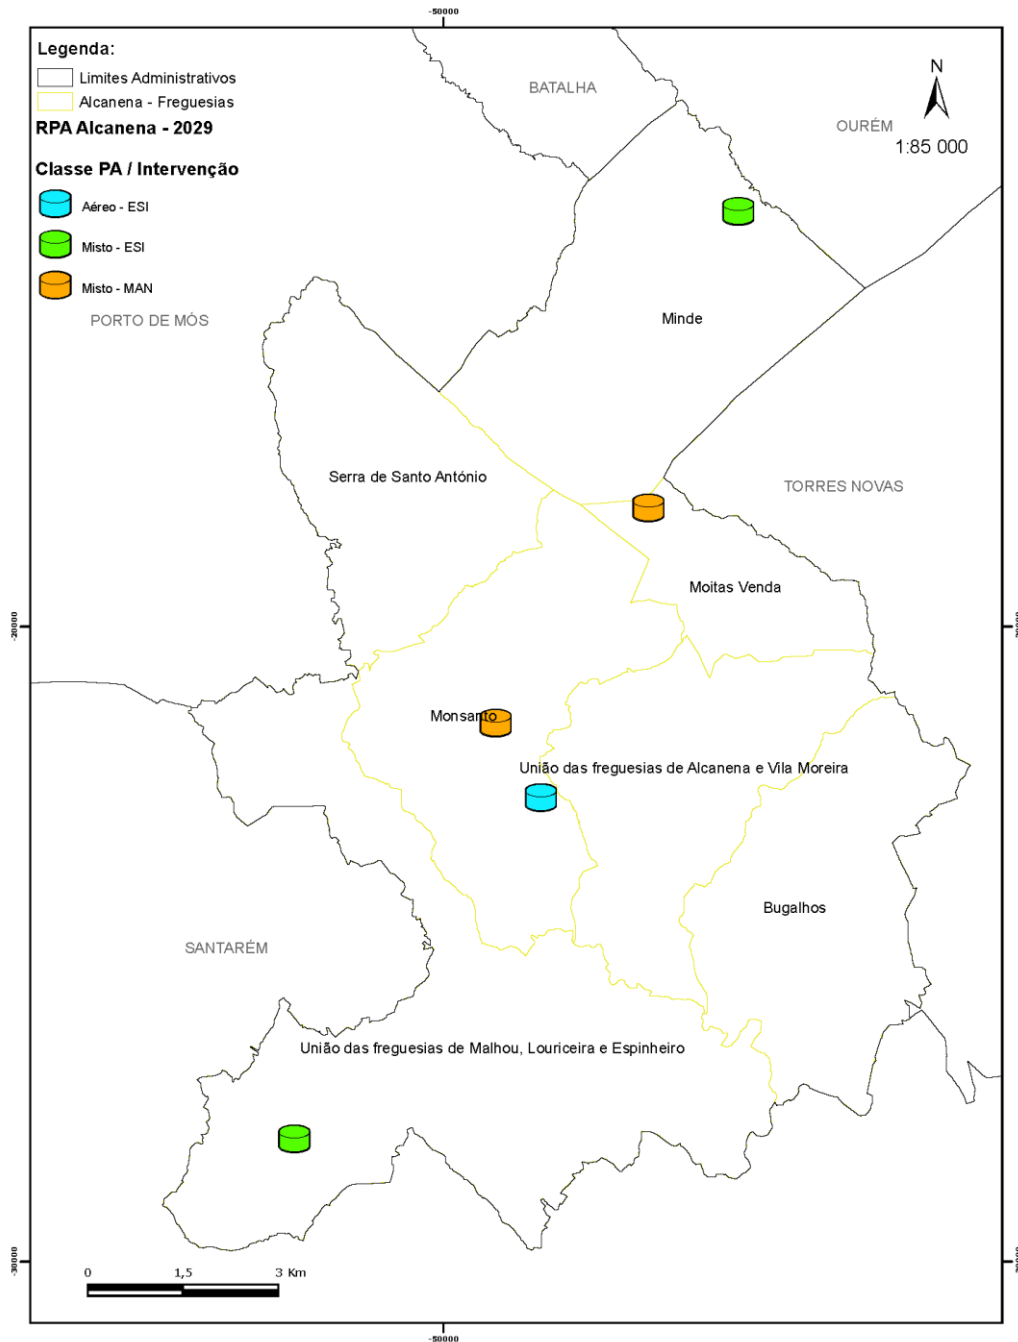 -50000
Legenda:
Limites Administrativos
Alcanena - Freguesias
RPA Alcanena - 2029
Classe PA / Intervenção
Aéreo - ESI
Misto - ESI
Misto - MAN
N
1:85 000
BATALHA
OURÉM
PORTO DE MÓS
Minde
Serra de Santo António
TORRES NOVAS
Moitas Venda
-20000
-20000
Monsanto
União das freguesias de Alcanena e Vila Moreira
Bugalhos
SANTARÉM
União das freguesias de Malhou, Louriceira e Espinheiro
-30000
-30000
0 1,5 3 Km
-50000